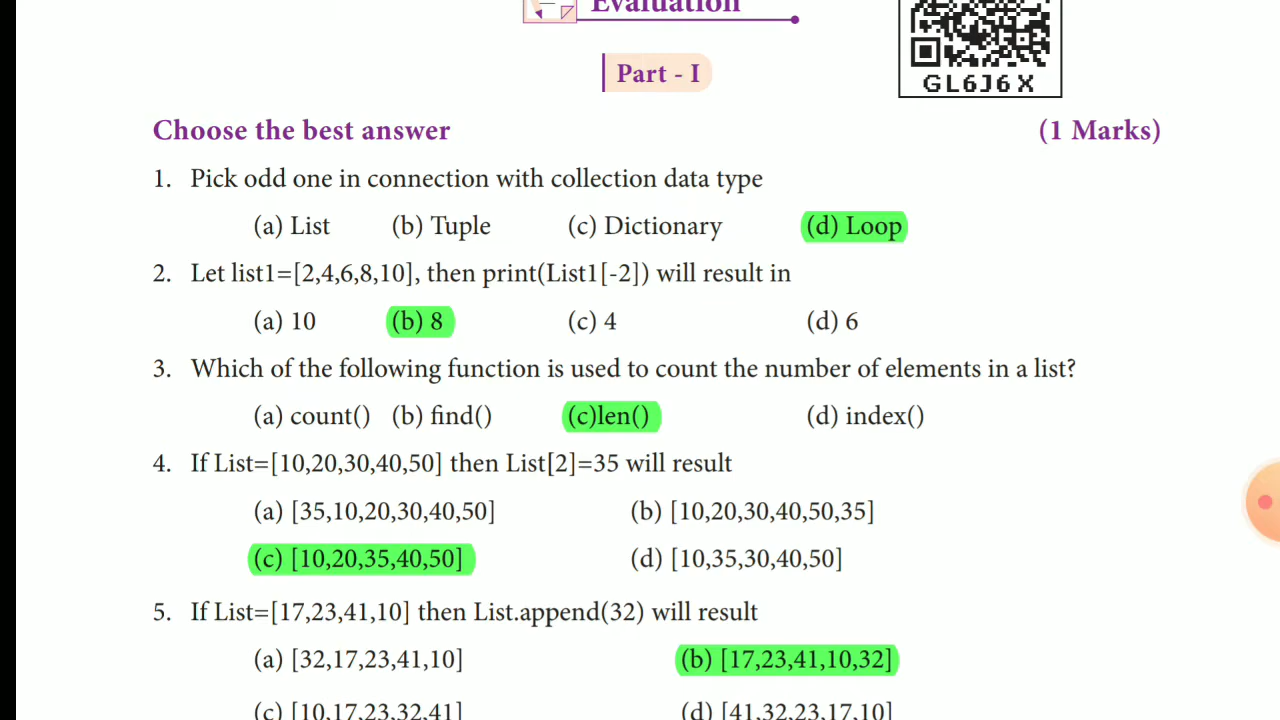 Evaluation
Part - I
GL6J6X
Choose the best answer (1 Marks)
1. Pick odd one in connection with collection data type
(a) List (b) Tuple (c) Dictionary (d) Loop
2. Let list1=[2,4,6,8,10], then print(List1[-2]) will result in
(a) 10 (b) 8 (c) 4 (d) 6
3. Which of the following function is used to count the number of elements in a list?
(a) count() (b) find() (c)len() (d) index()
4. If List=[10,20,30,40,50] then List[2]=35 will result
(a) [35,10,20,30,40,50] (b) [10,20,30,40,50,35]
(c) [10,20,35,40,50] (d) [10,35,30,40,50]
5. If List=[17,23,41,10] then List.append(32) will result
(a) [32,17,23,41,10] (b) [17,23,41,10,32]
(c) [10,17,23,32,41] (d) [41,32,23,17,10]